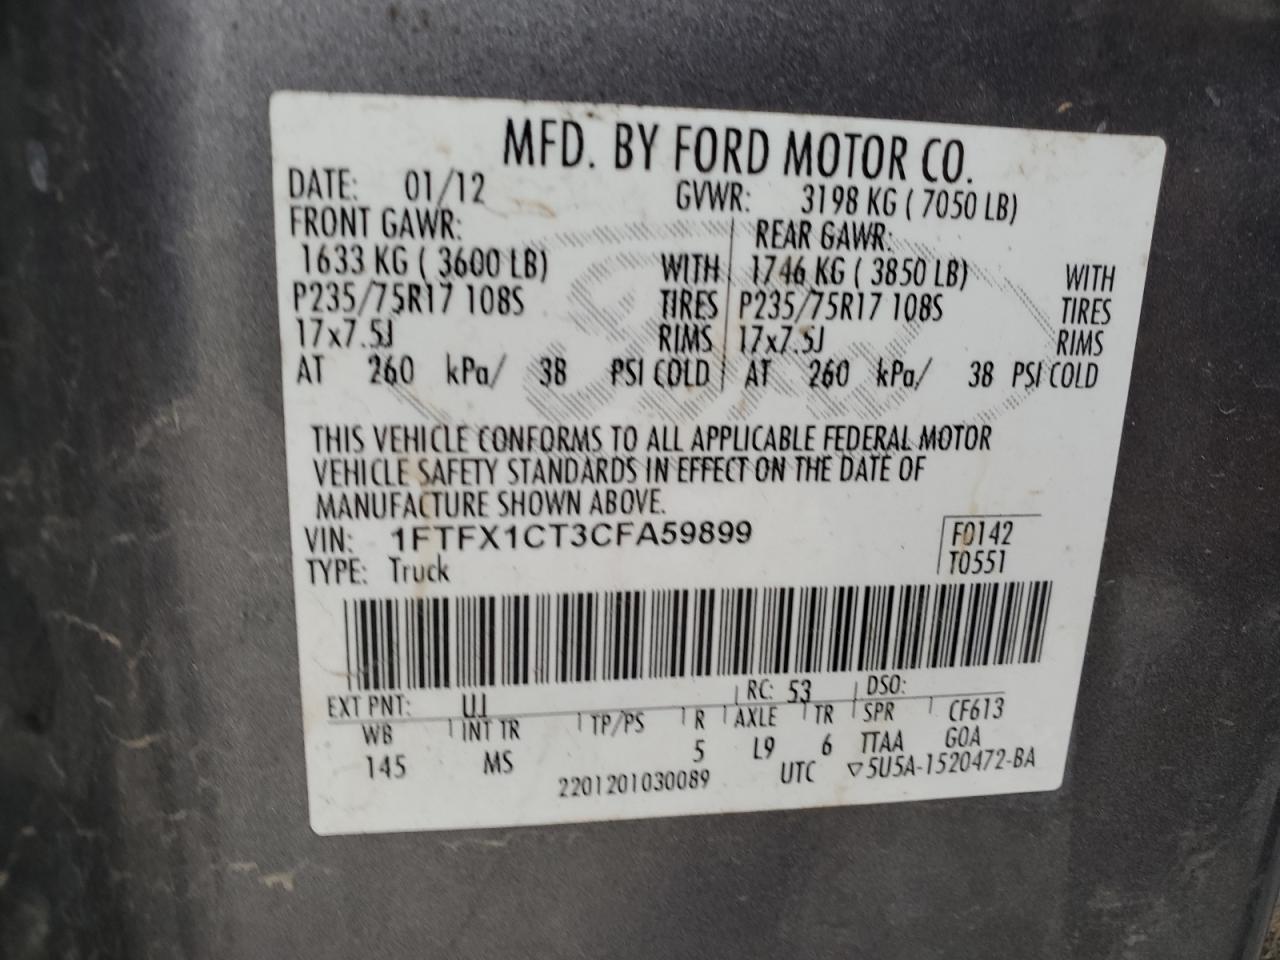 MFD. BY FORD MOTOR CO.
DATE: 01/12 GVWR: 3198 KG ( 7050 LB)
FRONT GAWR: REAR GAWR:
1633 KG ( 3600 LB) WITH 1746 KG ( 3850 LB) WITH
P235/75R17 108S TIRES P235/75R17 108S TIRES
17x7.5J RIMS 17x7.5J RIMS
AT 260 kPa/ 38 PSI COLD AT 260 kPa/ 38 PSI COLD
THIS VEHICLE CONFORMS TO ALL APPLICABLE FEDERAL MOTOR
VEHICLE SAFETY STANDARDS IN EFFECT ON THE DATE OF
MANUFACTURE SHOWN ABOVE.
VIN: 1FTFX1CT3CFA59899 F0142
TYPE: Truck T0551
EXT PNT: UJ RC: 53 DSO:
WB INT TR TP/PS R AXLE TR SPR CF613
145 MS 5 L9 6 TTAA GOA
2201201030089 UTC ▽5U5A-1520472-BA